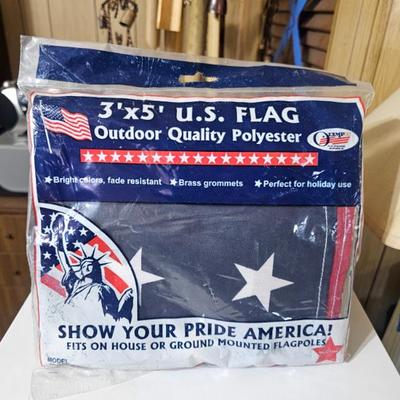 3'x5' U.S. FLAG
Outdoor Quality Polyester
★Bright colors, fade resistant ★Brass grommets ★Perfect for holiday use
SHOW YOUR PRIDE AMERICA!
FITS ON HOUSE OR GROUND MOUNTED FLAGPOLES
MODEL